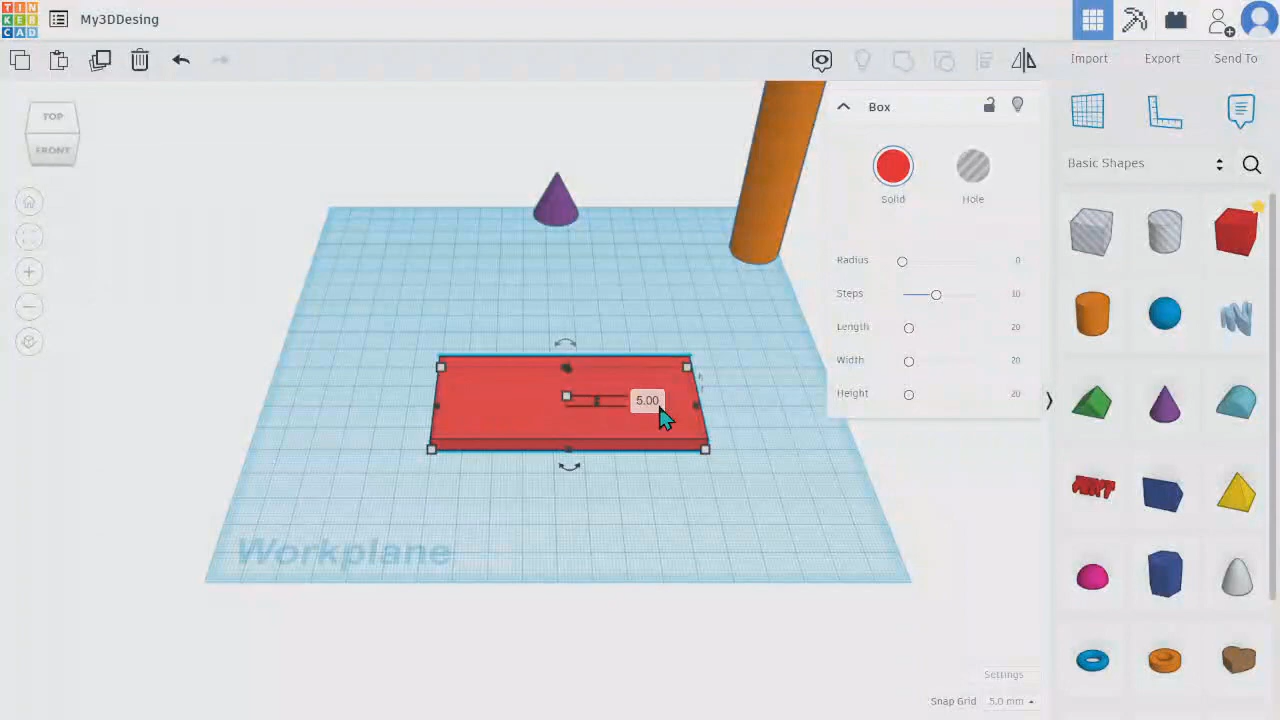 TIN
KER
CAD
My3DDesing
Import
Export
Send To
TOP
FRONT
Box
Solid
Hole
Radius 0
Steps 10
Length 20
Width 20
Height 20
Basic Shapes
5.00
Workplane
Settings
Snap Grid 5.0 mm